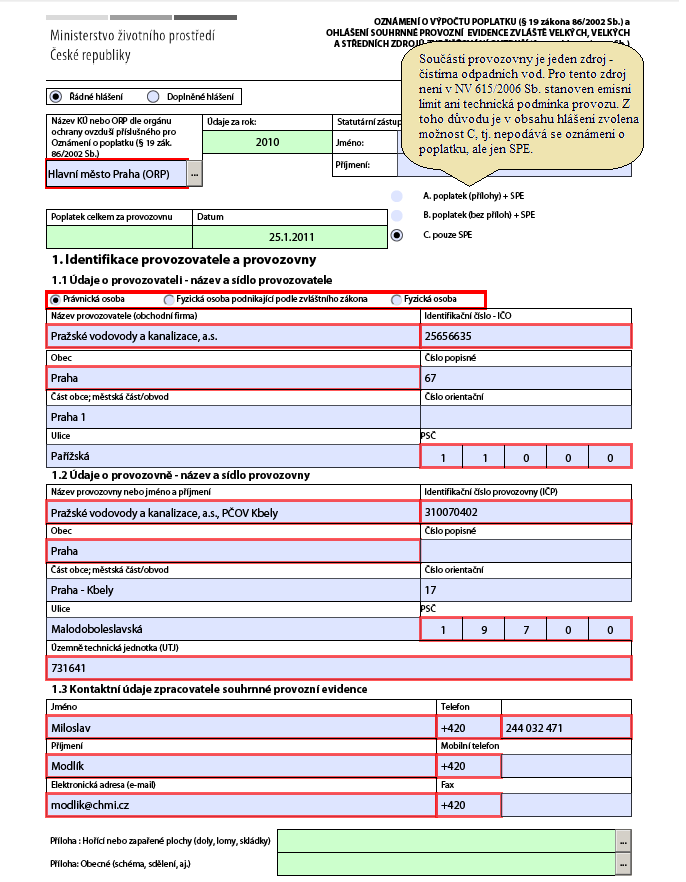 Ministerstvo životního prostředí
České republiky
OZNÁMENÍ O VÝPOČTU POPLATKU (§ 19 zákona 86/2002 Sb.) a
OHLÁŠENÍ SOUHRNNÉ PROVOZNÍ EVIDENCE ZVLÁŠTĚ VELKÝCH, VELKÝCH
A STŘEDNÍCH ZDROJŮ
Součástí provozovny je jeden zdroj -
čistírna odpadních vod. Pro tento zdroj
není v NV 615/2006 Sb. stanoven emisní
limit ani technická podmínka provozu. Z
toho důvodu je v obsahu hlášení zvolena
možnost C, tj. nepodává se oznámení o
poplatku, ale jen SPE.
Řádné hlášení
Doplněné hlášení
Název KÚ nebo ORP dle orgánu
ochrany ovzduší příslušného pro
Oznámení o poplatku (§ 19 zák.
86/2002 Sb.)
Hlavní město Praha (ORP)
...
Údaje za rok:
2010
Statutární zástup
Jméno:
Příjmení:
A. poplatek (přílohy) + SPE
B. poplatek (bez příloh) + SPE
C. pouze SPE
Poplatek celkem za provozovnu
Datum
25.1.2011
1. Identifikace provozovatele a provozovny
1.1 Údaje o provozovateli - název a sídlo provozovatele
Právnická osoba
Fyzická osoba podnikající podle zvláštního zákona
Fyzická osoba
Název provozovatele (obchodní firma)
Identifikační číslo - IČO
Pražské vodovody a kanalizace, a.s.
25656635
Obec
Číslo popisné
Praha
67
Část obce; městská část/obvod
Číslo orientační
Praha 1
Ulice
PSČ
Pařížská
1 1 0 0 0
1.2 Údaje o provozovně - název a sídlo provozovny
Název provozovny nebo jméno a příjmení
Identifikační číslo provozovny (IČP)
Pražské vodovody a kanalizace, a.s., PČOV Kbely
310070402
Obec
Číslo popisné
Praha
Část obce; městská část/obvod
Číslo orientační
Praha - Kbely
17
Ulice
PSČ
Malodoboleslavská
1 9 7 0 0
Územně technická jednotka (UTJ)
731641
1.3 Kontaktní údaje zpracovatele souhrnné provozní evidence
Jméno
Telefon
Miloslav
+420
244 032 471
Příjmení
Mobilní telefon
Modlík
+420
Elektronická adresa (e-mail)
Fax
modlik@chmi.cz
+420
Příloha : Hořící nebo zapařené plochy (doly, lomy, skládky)
...
Příloha: Obecné (schéma, sdělení, aj.)
...